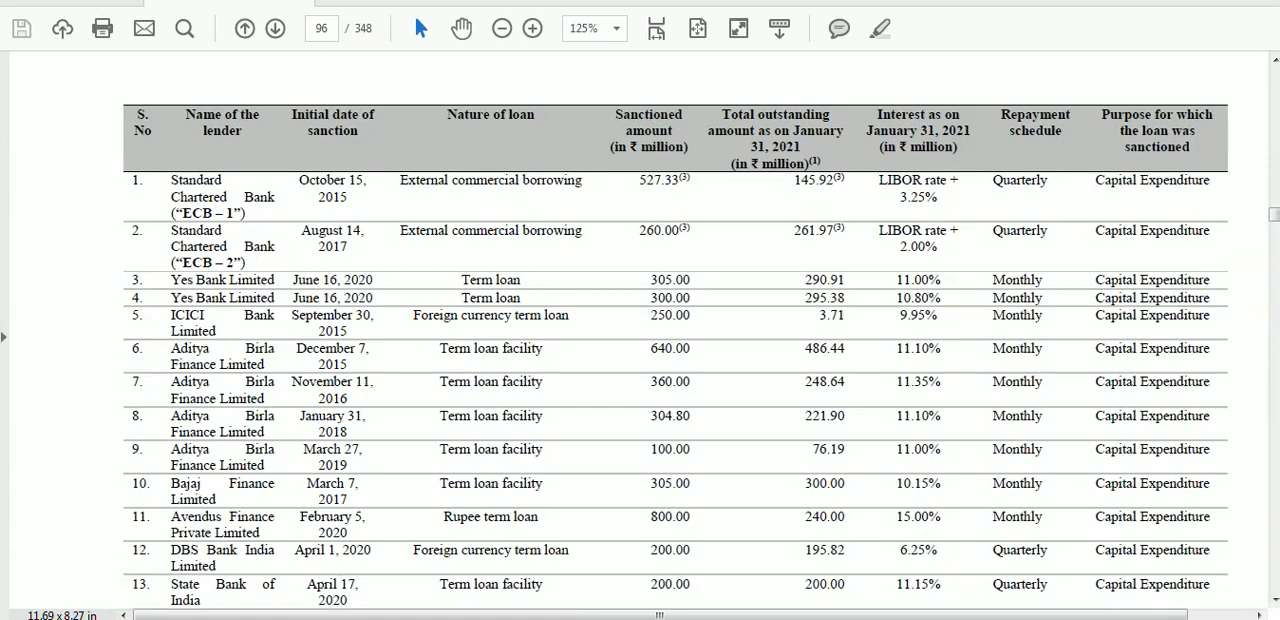 96 / 348
125%
S. No Name of the lender Initial date of sanction Nature of loan Sanctioned amount (in ₹ million) Total outstanding amount as on January 31, 2021 (in ₹ million)(1) Interest as on January 31, 2021 (in ₹ million) Repayment schedule Purpose for which the loan was sanctioned
1. Standard Chartered Bank (“ECB – 1”) October 15, 2015 External commercial borrowing 527.33(3) 145.92(3) LIBOR rate + 3.25% Quarterly Capital Expenditure
2. Standard Chartered Bank (“ECB – 2”) August 14, 2017 External commercial borrowing 260.00(3) 261.97(3) LIBOR rate + 2.00% Quarterly Capital Expenditure
3. Yes Bank Limited June 16, 2020 Term loan 305.00 290.91 11.00% Monthly Capital Expenditure
4. Yes Bank Limited June 16, 2020 Term loan 300.00 295.38 10.80% Monthly Capital Expenditure
5. ICICI Bank Limited September 30, 2015 Foreign currency term loan 250.00 3.71 9.95% Monthly Capital Expenditure
6. Aditya Birla Finance Limited December 7, 2015 Term loan facility 640.00 486.44 11.10% Monthly Capital Expenditure
7. Aditya Birla Finance Limited November 11, 2016 Term loan facility 360.00 248.64 11.35% Monthly Capital Expenditure
8. Aditya Birla Finance Limited January 31, 2018 Term loan facility 304.80 221.90 11.10% Monthly Capital Expenditure
9. Aditya Birla Finance Limited March 27, 2019 Term loan facility 100.00 76.19 11.00% Monthly Capital Expenditure
10. Bajaj Finance Limited March 7, 2017 Term loan facility 305.00 300.00 10.15% Monthly Capital Expenditure
11. Avendus Finance Private Limited February 5, 2020 Rupee term loan 800.00 240.00 15.00% Monthly Capital Expenditure
12. DBS Bank India Limited April 1, 2020 Foreign currency term loan 200.00 195.82 6.25% Quarterly Capital Expenditure
13. State Bank of India April 17, 2020 Term loan facility 200.00 200.00 11.15% Quarterly Capital Expenditure
11.69 x 8.27 in